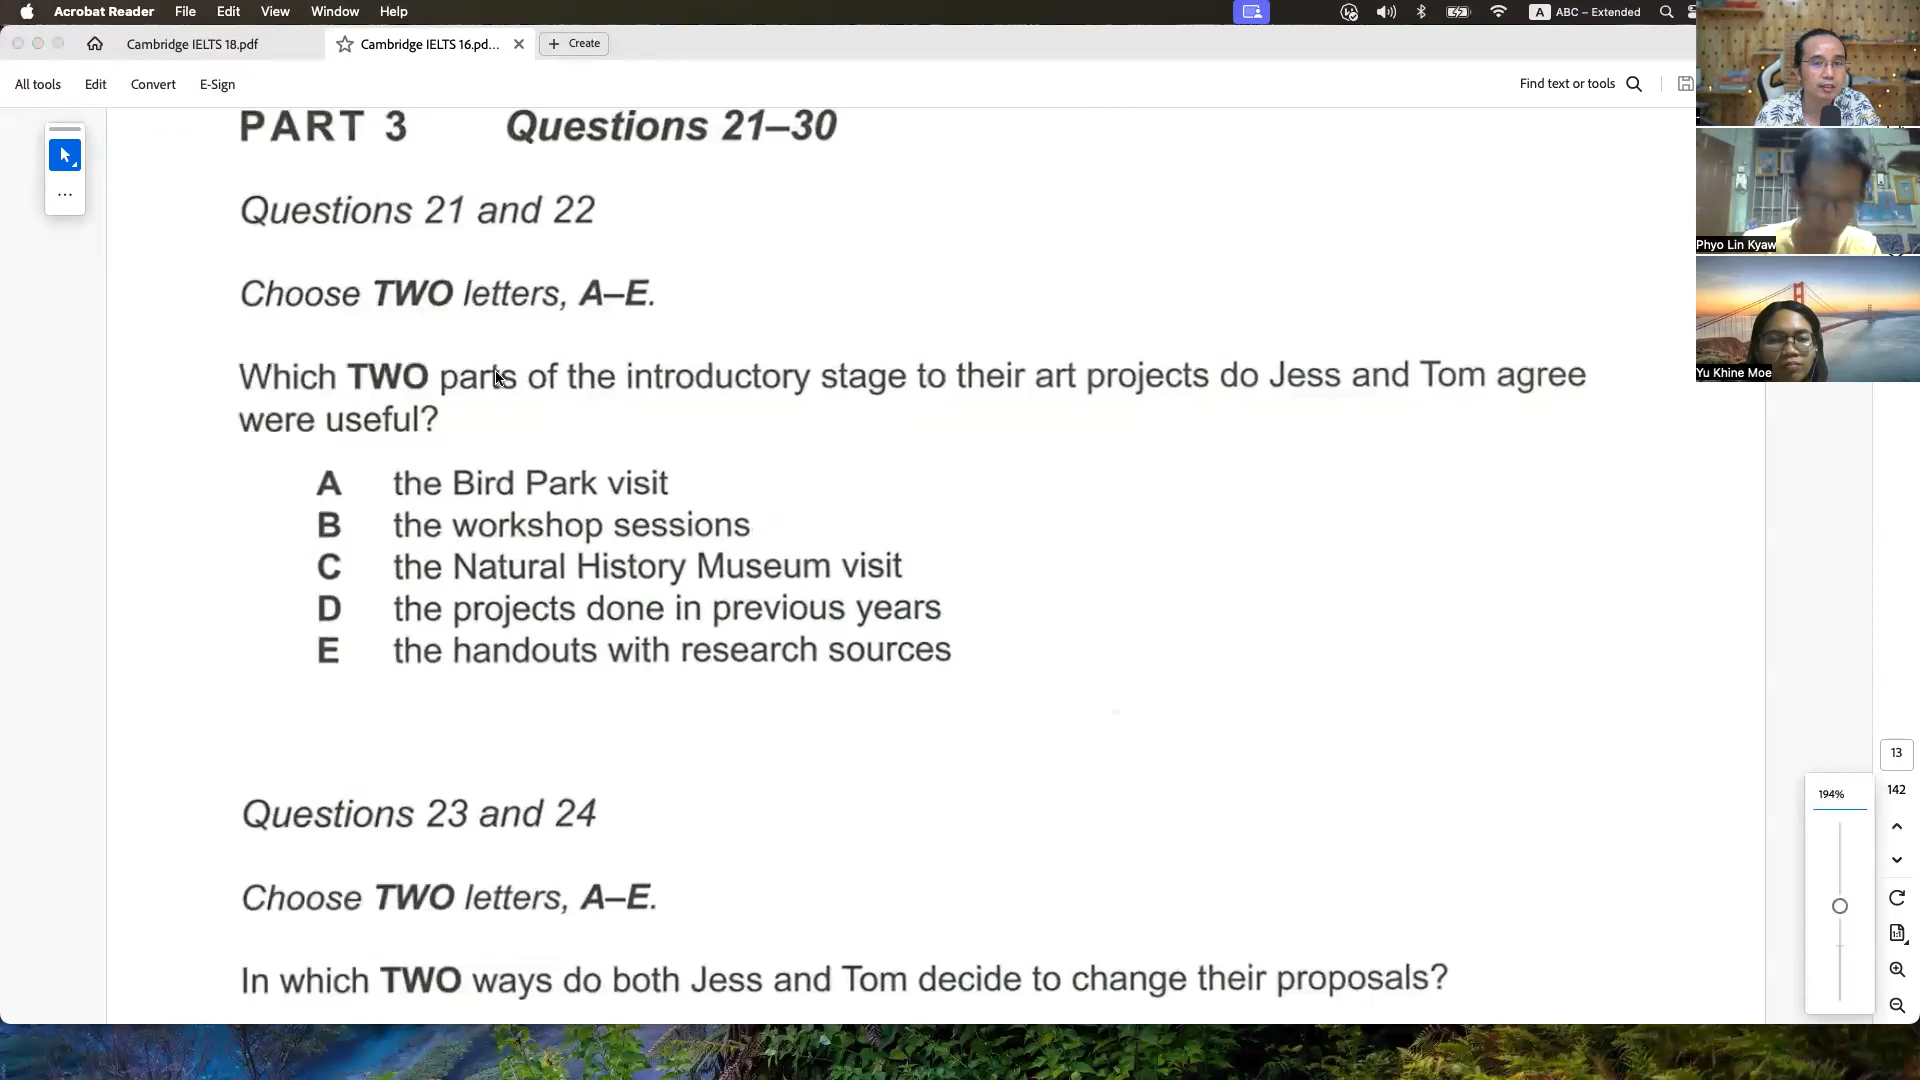 Acrobat Reader File Edit View Window Help
A ABC – Extended
Cambridge IELTS 18.pdf
Cambridge IELTS 16.pd...
Create
All tools Edit Convert E-Sign
Find text or tools
PART 3 Questions 21–30
Questions 21 and 22
Choose TWO letters, A–E.
Which TWO parts of the introductory stage to their art projects do Jess and Tom agree
were useful?
A the Bird Park visit
B the workshop sessions
C the Natural History Museum visit
D the projects done in previous years
E the handouts with research sources
Questions 23 and 24
Choose TWO letters, A–E.
In which TWO ways do both Jess and Tom decide to change their proposals?
Phyo Lin Kyaw
Yu Khine Moe
13
142
194%
1:1